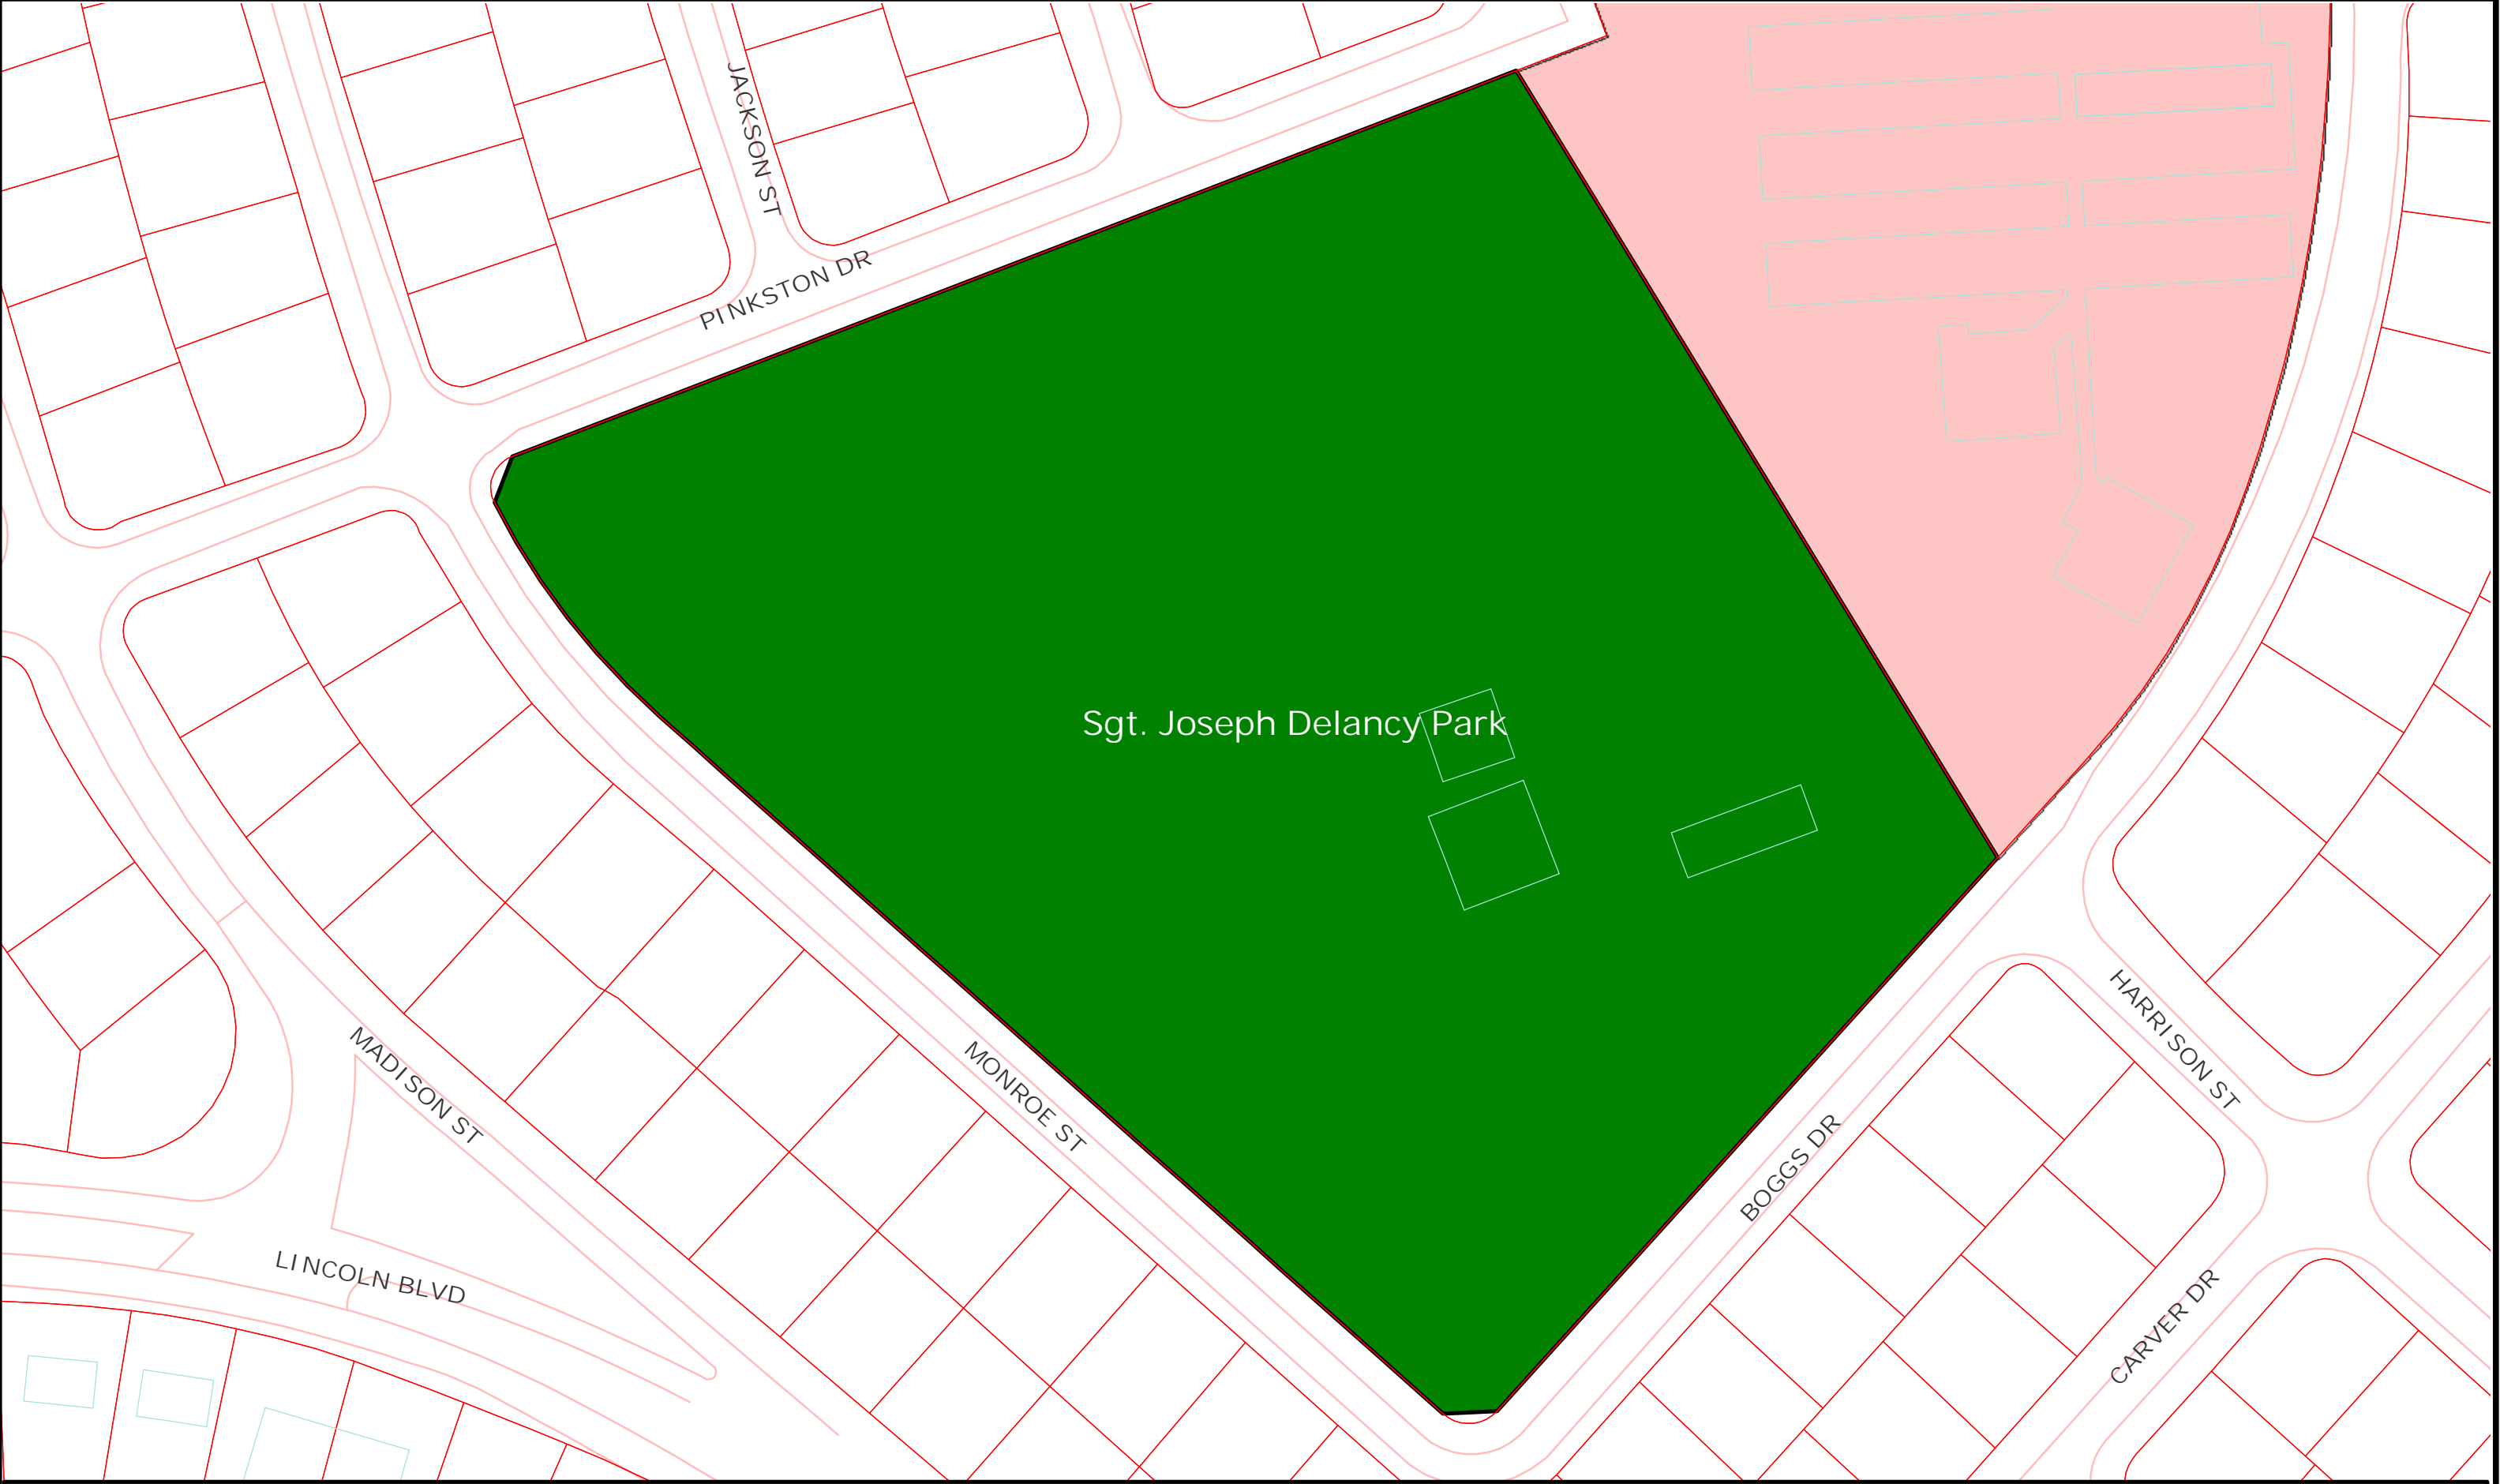 JACKSON ST
PINKSTON DR
Sgt. Joseph Delancy Park
HARRISON ST
MADISON ST
MONROE ST
BOGGS DR
LINCOLN BLVD
CARVER DR